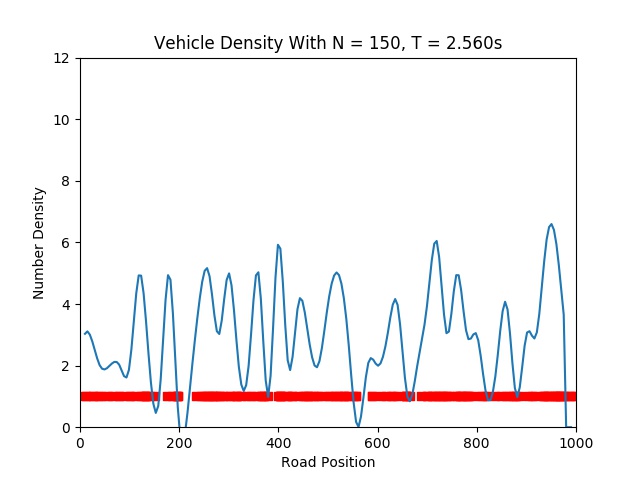 Vehicle Density With N = 150, T = 2.560s
12
10
8
6
4
2
0
Number Density
0 200 400 600 800 1000
Road Position